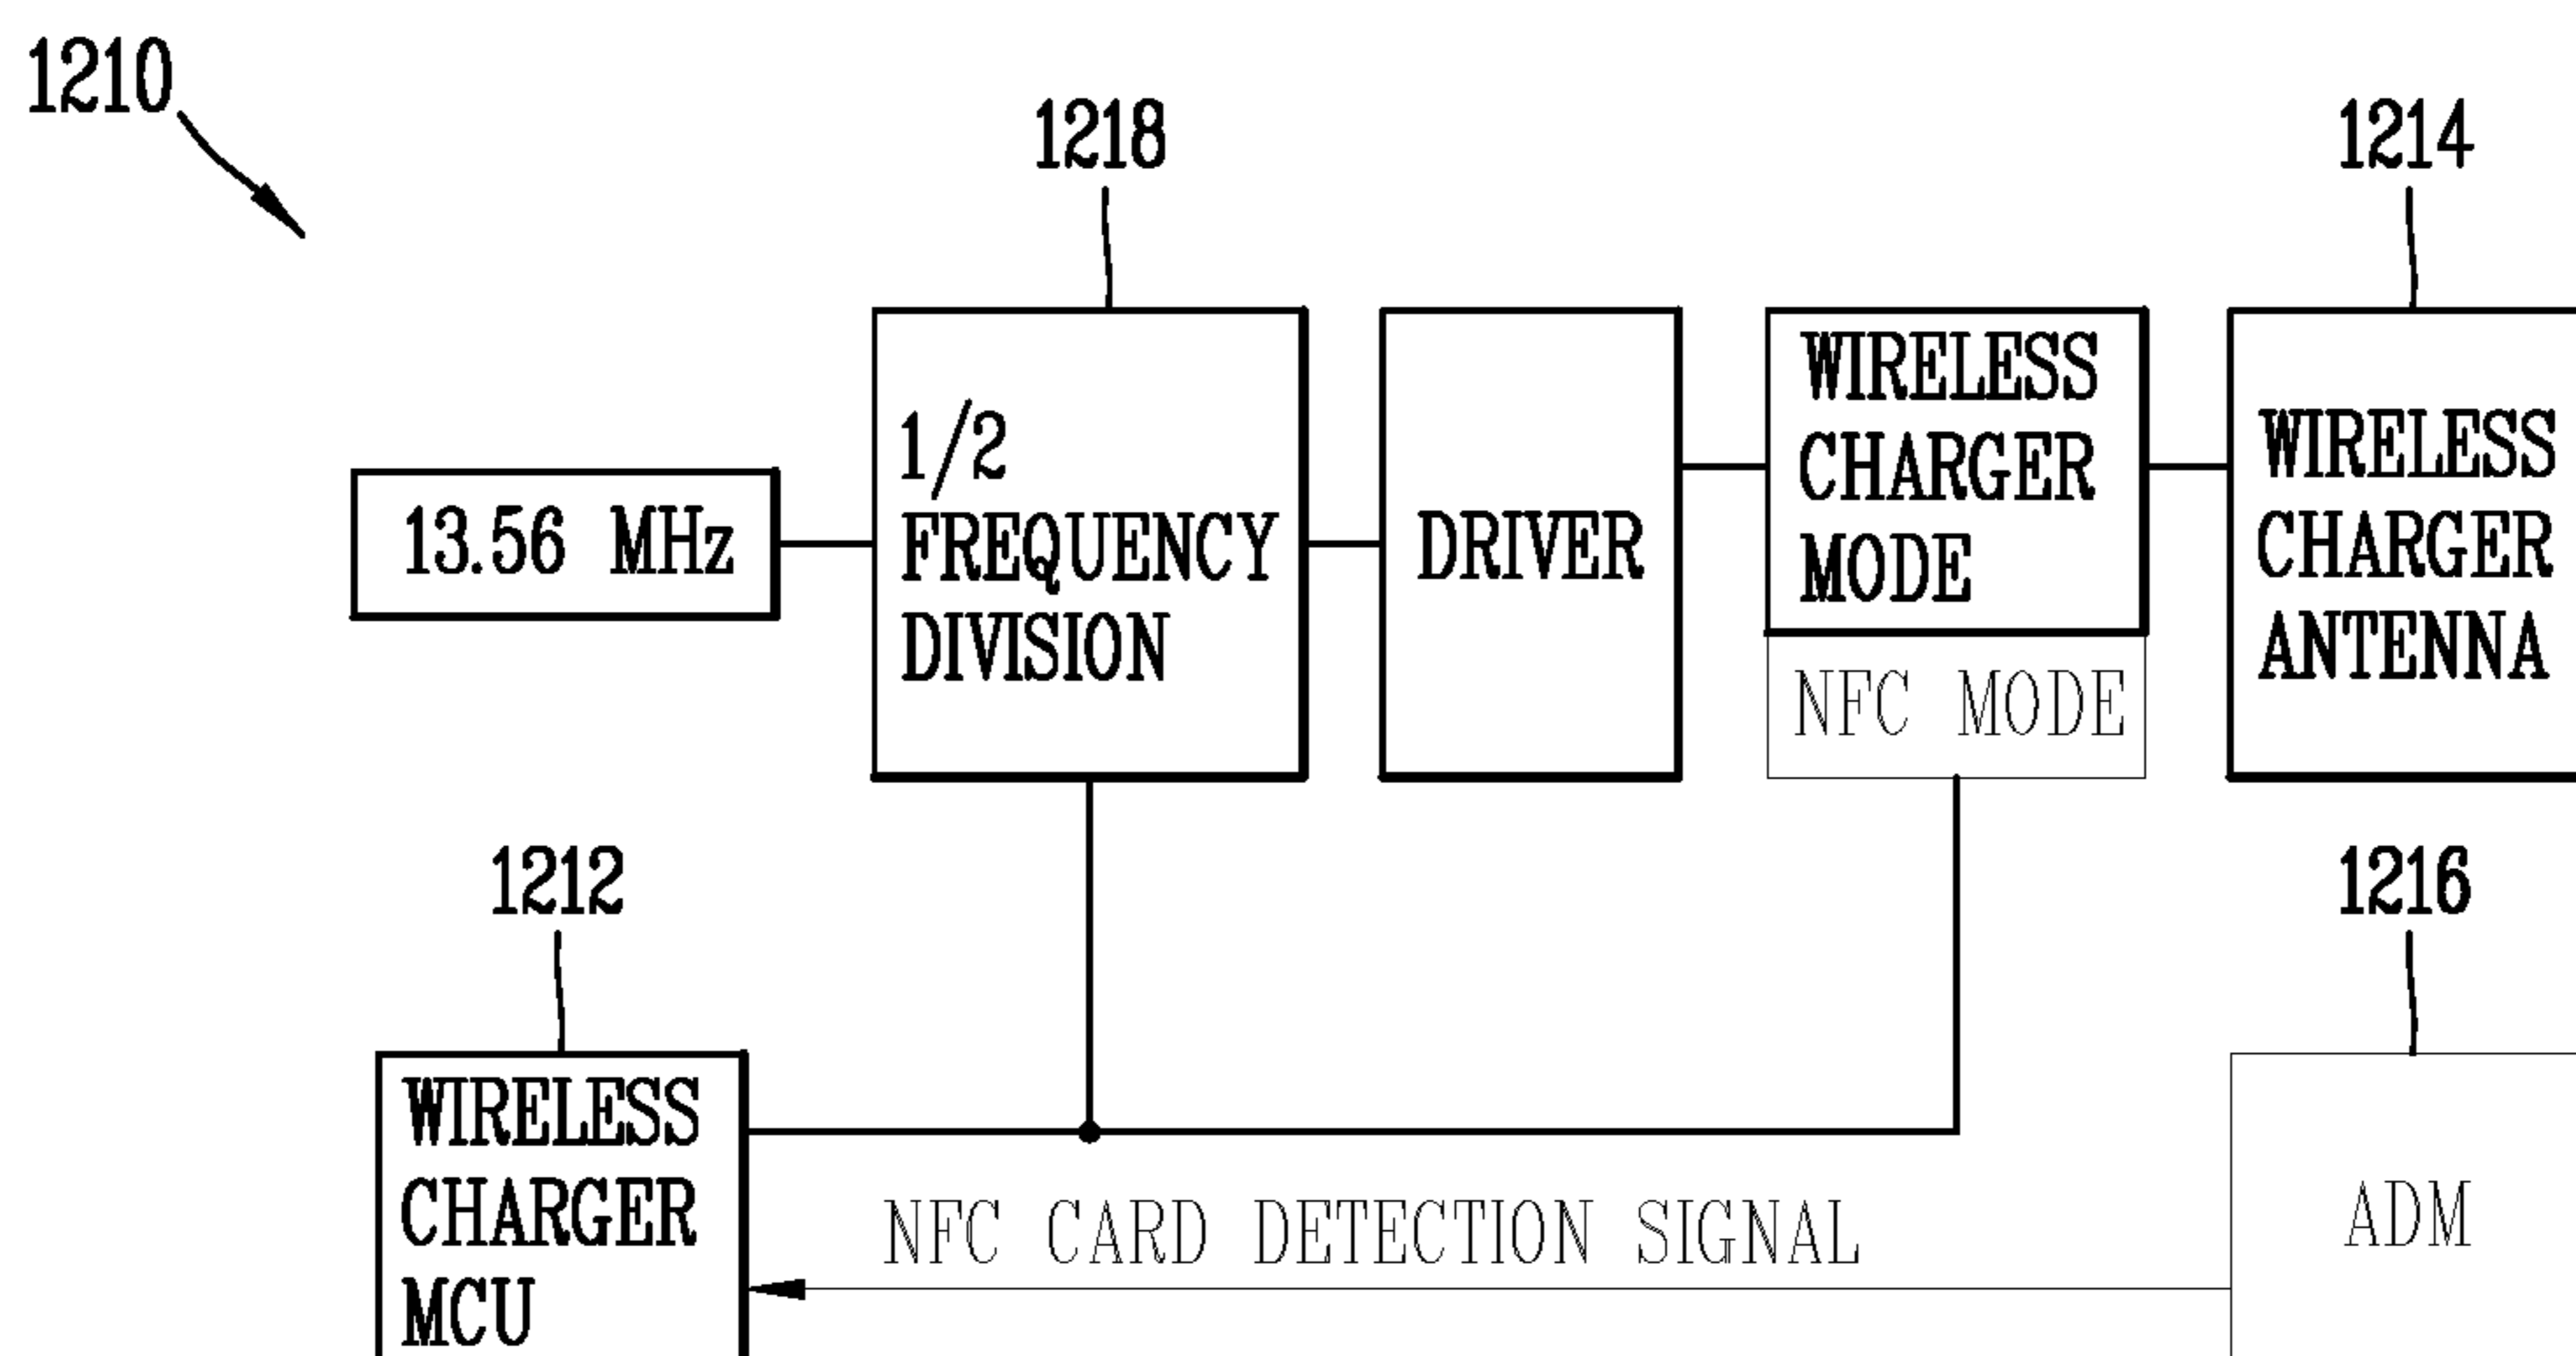 1210
1218
1214
13.56 MHz
1/2
FREQUENCY
DIVISION
DRIVER
WIRELESS
CHARGER
MODE
NFC MODE
WIRELESS
CHARGER
ANTENNA
1212
1216
WIRELESS
CHARGER
MCU
NFC CARD DETECTION SIGNAL
ADM